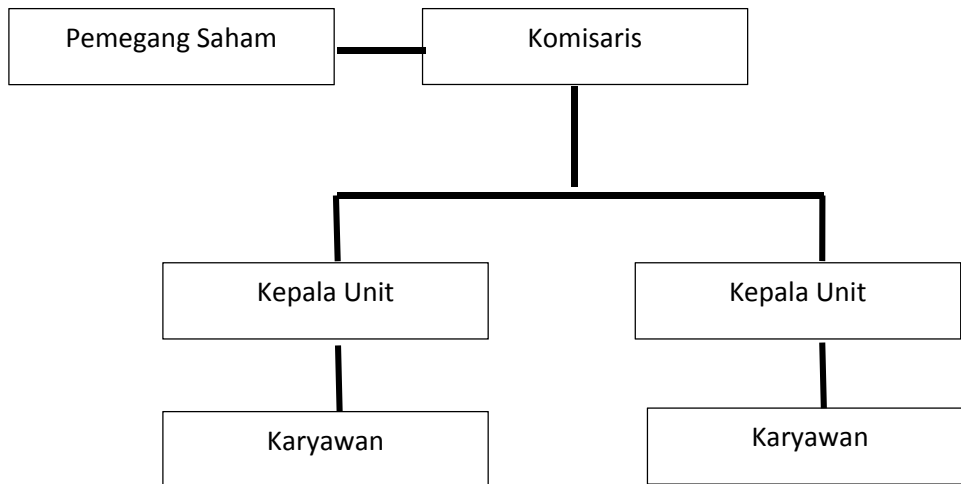 Pemegang Saham
Komisaris
Kepala Unit
Kepala Unit
Karyawan
Karyawan